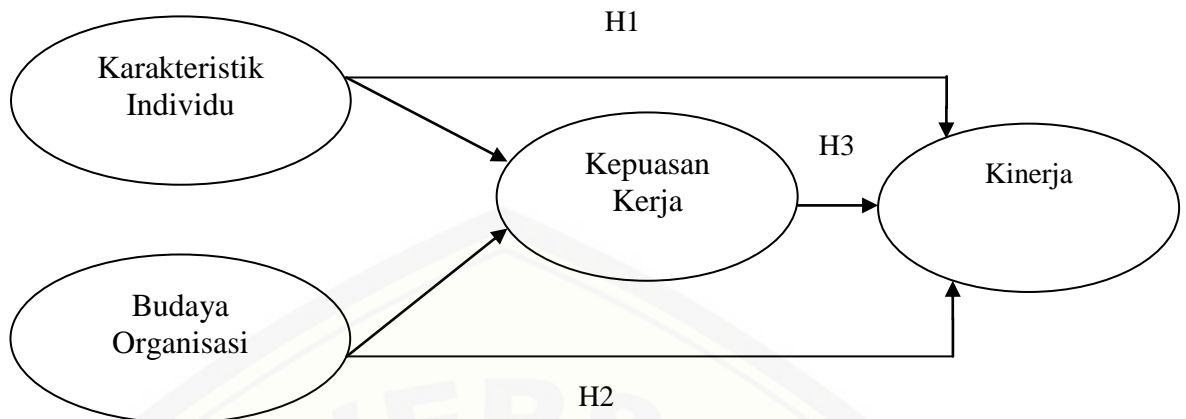 H1
Karakteristik
Individu
Kepuasan
Kerja
H3
Kinerja
Budaya
Organisasi
H2